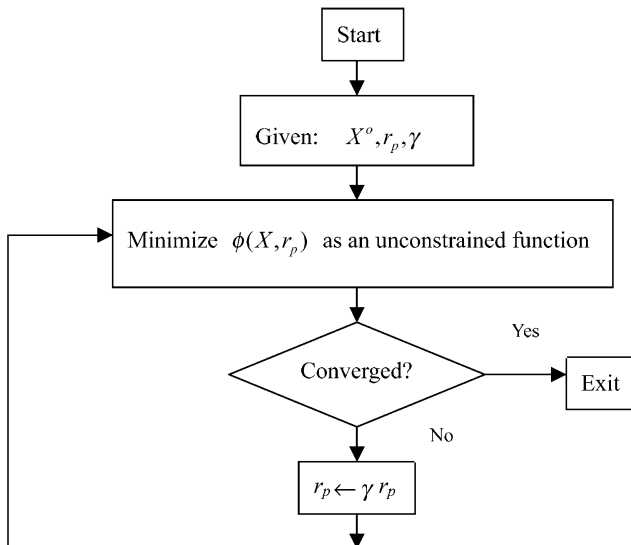 Start
Given: X^o, r_p, γ
Minimize ϕ(X, r_p) as an unconstrained function
Yes
Converged?
Exit
No
r_p ← γ r_p